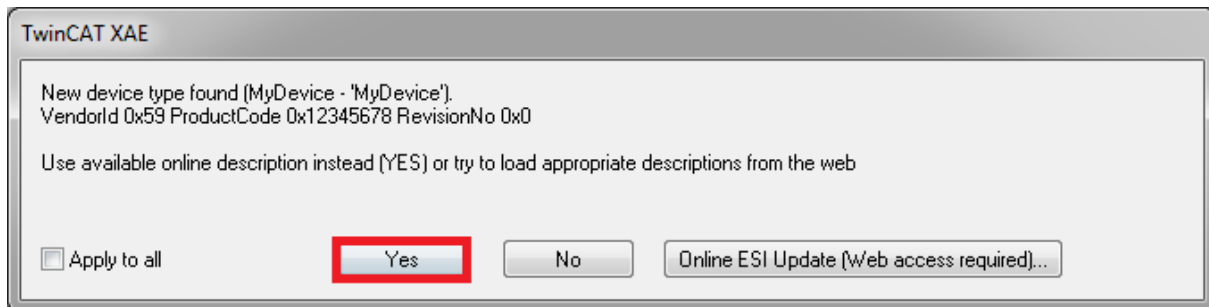 TwinCAT XAE
New device type found (MyDevice - 'MyDevice').
VendorId 0x59 ProductCode 0x12345678 RevisionNo 0x0
Use available online description instead (YES) or try to load appropriate descriptions from the web
Apply to all
Yes
No
Online ESI Update (Web access required)...